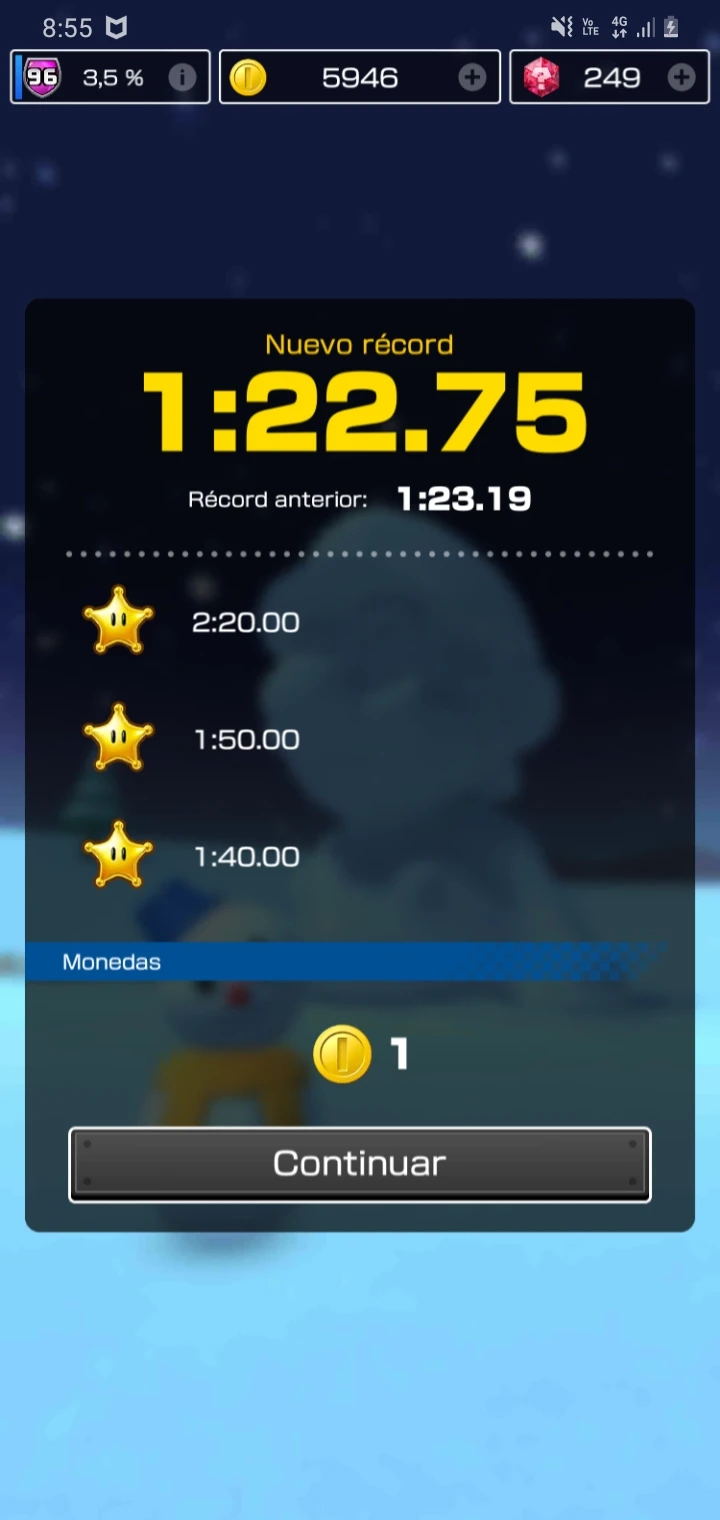 8:55
Vo
LTE
4G
96
3,5 %
i
5946
+
?
249
+
Nuevo récord
1:22.75
Récord anterior: 1:23.19
2:20.00
1:50.00
1:40.00
Monedas
1
Continuar